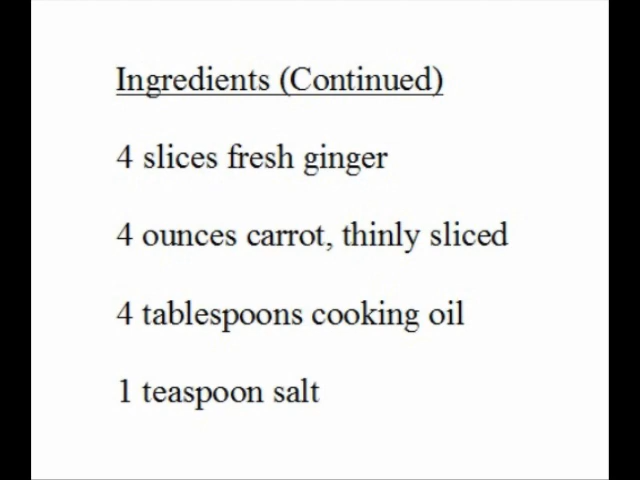 Ingredients (Continued)
4 slices fresh ginger
4 ounces carrot, thinly sliced
4 tablespoons cooking oil
1 teaspoon salt